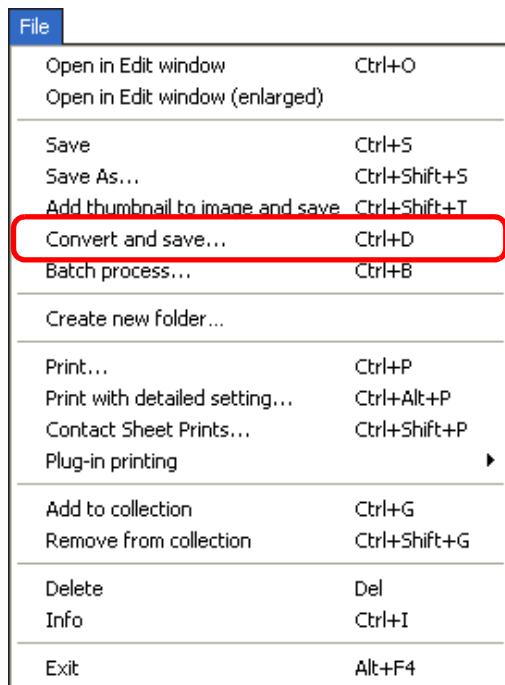 File
Open in Edit window Ctrl+O
Open in Edit window (enlarged)
Save Ctrl+S
Save As... Ctrl+Shift+S
Add thumbnail to image and save Ctrl+Shift+T
Convert and save... Ctrl+D
Batch process... Ctrl+B
Create new folder...
Print... Ctrl+P
Print with detailed setting... Ctrl+Alt+P
Contact Sheet Prints... Ctrl+Shift+P
Plug-in printing
Add to collection Ctrl+G
Remove from collection Ctrl+Shift+G
Delete Del
Info Ctrl+I
Exit Alt+F4